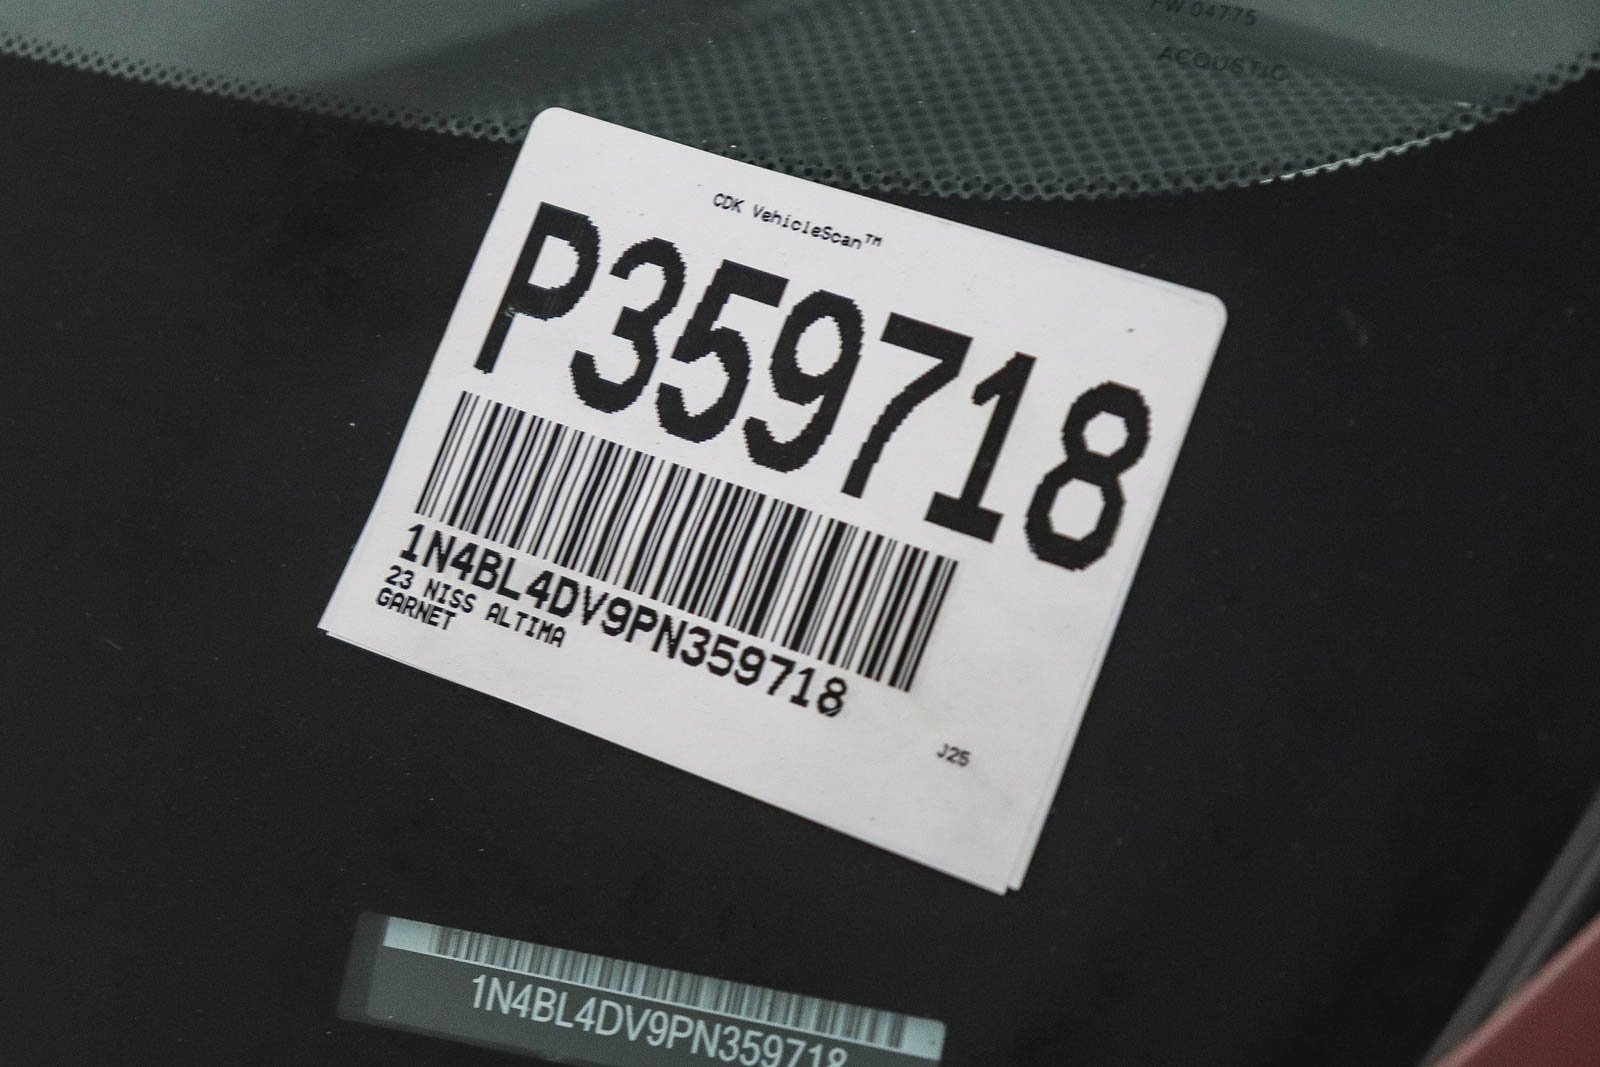 FW 04775
ACOUSTIC
CDK VehicleScan™
P359718
1N4BL4DV9PN359718
23 NISS ALTIMA
GARNET
J25
1N4BL4DV9PN359718